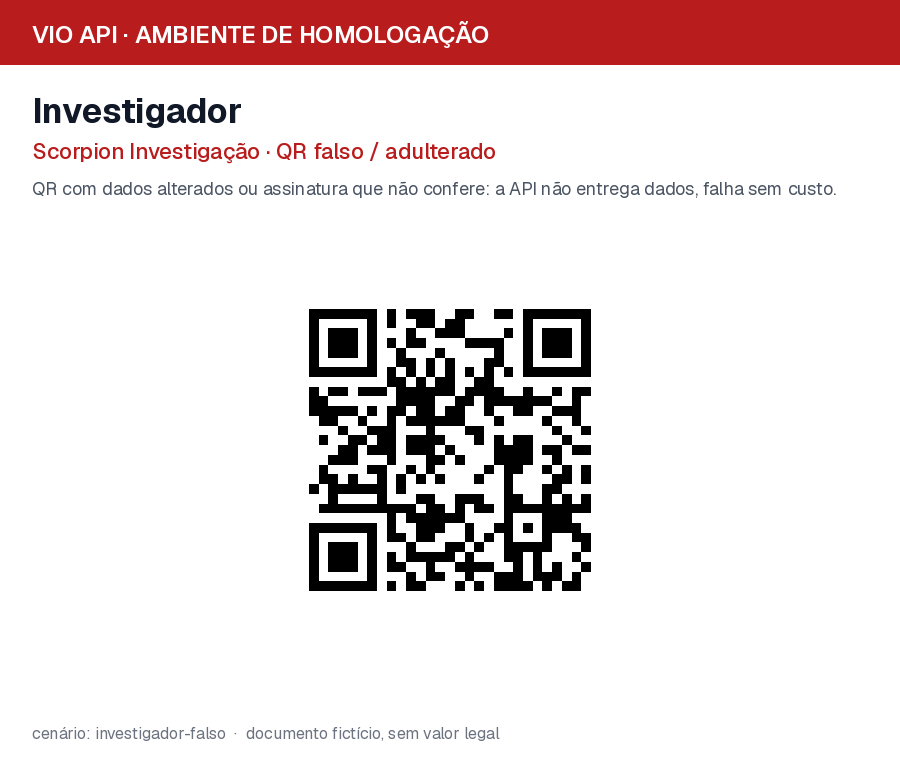 VIO API · AMBIENTE DE HOMOLOGAÇÃO
Investigador
Scorpion Investigação · QR falso / adulterado
QR com dados alterados ou assinatura que não confere: a API não entrega dados, falha sem custo.
cenário: investigador-falso · documento fictício, sem valor legal